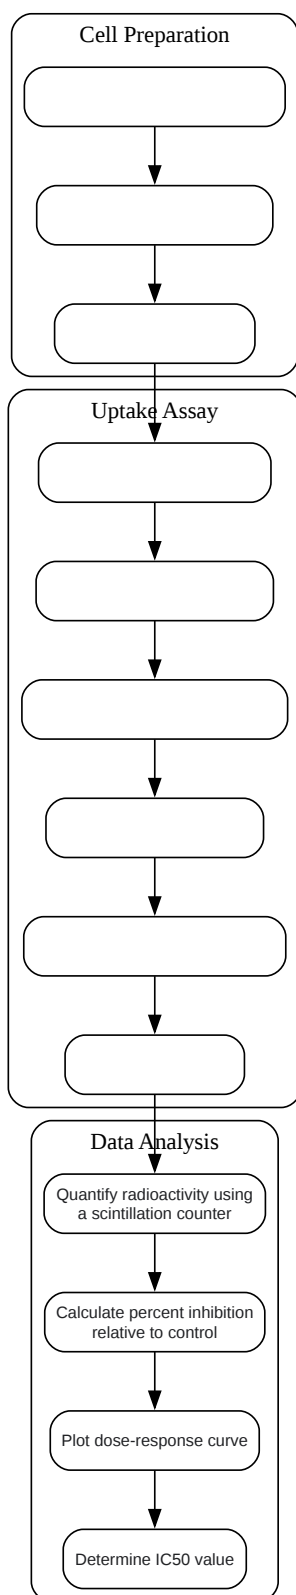 Cell Preparation
Uptake Assay
Data Analysis
Quantify radioactivity using
a scintillation counter
Calculate percent inhibition
relative to control
Plot dose-response curve
Determine IC50 value